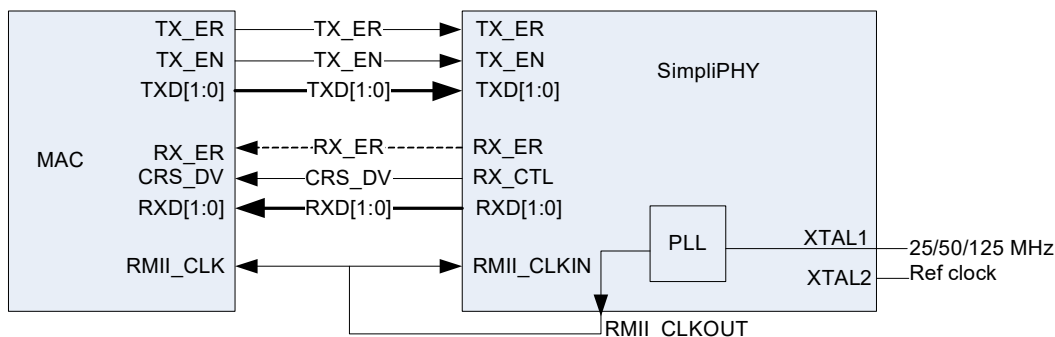 TX_ER TX_ER TX_ER
TX_EN TX_EN TX_EN
SimpliPHY
TXD[1:0] TXD[1:0] TXD[1:0]
MAC
RX_ER RX_ER RX_ER
CRS_DV CRS_DV RX_CTL
RXD[1:0] RXD[1:0] RXD[1:0]
PLL
XTAL1 25/50/125 MHz
RMII_CLK RMII_CLKIN
XTAL2 Ref clock
RMII_CLKOUT